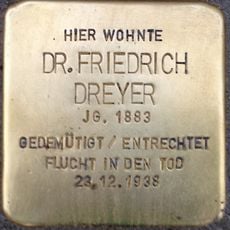 HIER WOHNTE
DR. FRIEDRICH
DREYER
JG. 1883
GEDEMÜTIGT / ENTRECHTET
FLUCHT IN DEN TOD
23.12.1938